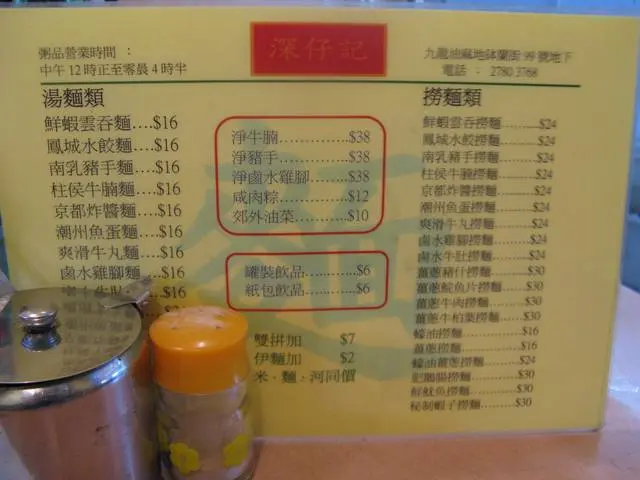 粥品營業時間：
中午12時正至零晨4時半
深仔記
九龍油麻地砵蘭街99號地下
電話：2780 3768
湯麵類
鮮蝦雲吞麵....$16
鳳城水餃麵....$16
南乳豬手麵....$16
柱侯牛腩麵....$16
京都炸醬麵....$16
潮州魚蛋麵....$16
爽滑牛丸麵....$16
鹵水雞腳麵....$16
$16
淨牛腩...............$38
淨豬手...............$38
淨鹵水雞腳........$38
咸肉粽...............$12
郊外油菜............$10
罐裝飲品............$6
紙包飲品............$6
雙拼加 $7
伊麵加 $2
米．麵．河同價
撈麵類
鮮蝦雲吞撈麵.........$24
鳳城水餃撈麵.........$24
南乳豬手撈麵.........$24
柱侯牛腩撈麵.........$24
京都炸醬撈麵.........$24
潮州魚蛋撈麵.........$24
爽滑牛丸撈麵.........$24
鹵水雞腳撈麵.........$24
鹵水牛肚撈麵.........$24
薑蔥豬什撈麵.........$30
薑蔥鯇魚片撈麵......$30
薑蔥牛肉撈麵.........$30
薑蔥牛柏葉撈麵......$30
蠔油撈麵...............$16
薑蔥撈麵...............$16
蠔油薑蔥撈麵.........$24
撈麵............$30
鮮魷魚撈麵............$30
秘制蝦子撈麵.........$30